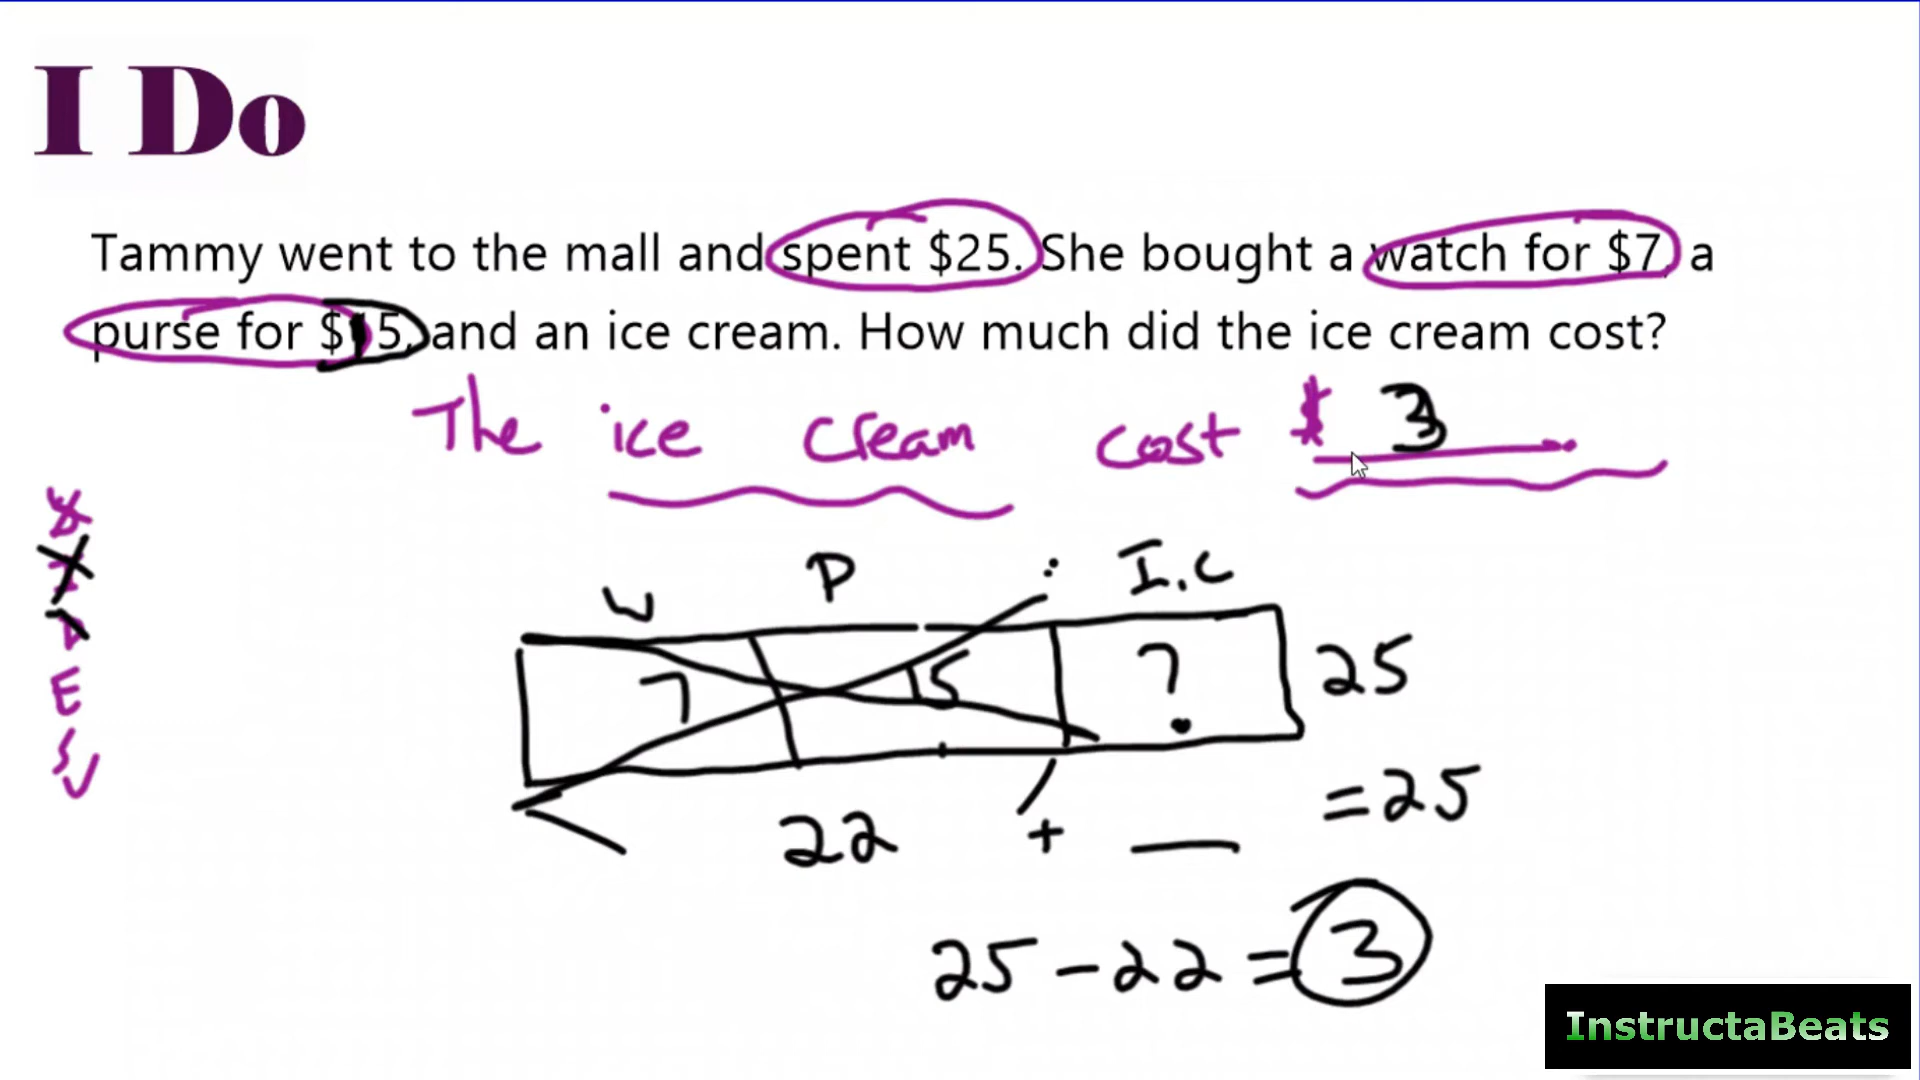 I Do
Tammy went to the mall and spent $25. She bought a watch for $7, a
purse for $15, and an ice cream. How much did the ice cream cost?
The ice cream cost $ 3
W P I.C
7 15 ? 25
22 + __ = 25
25 - 22 = 3
E
InstructaBeats